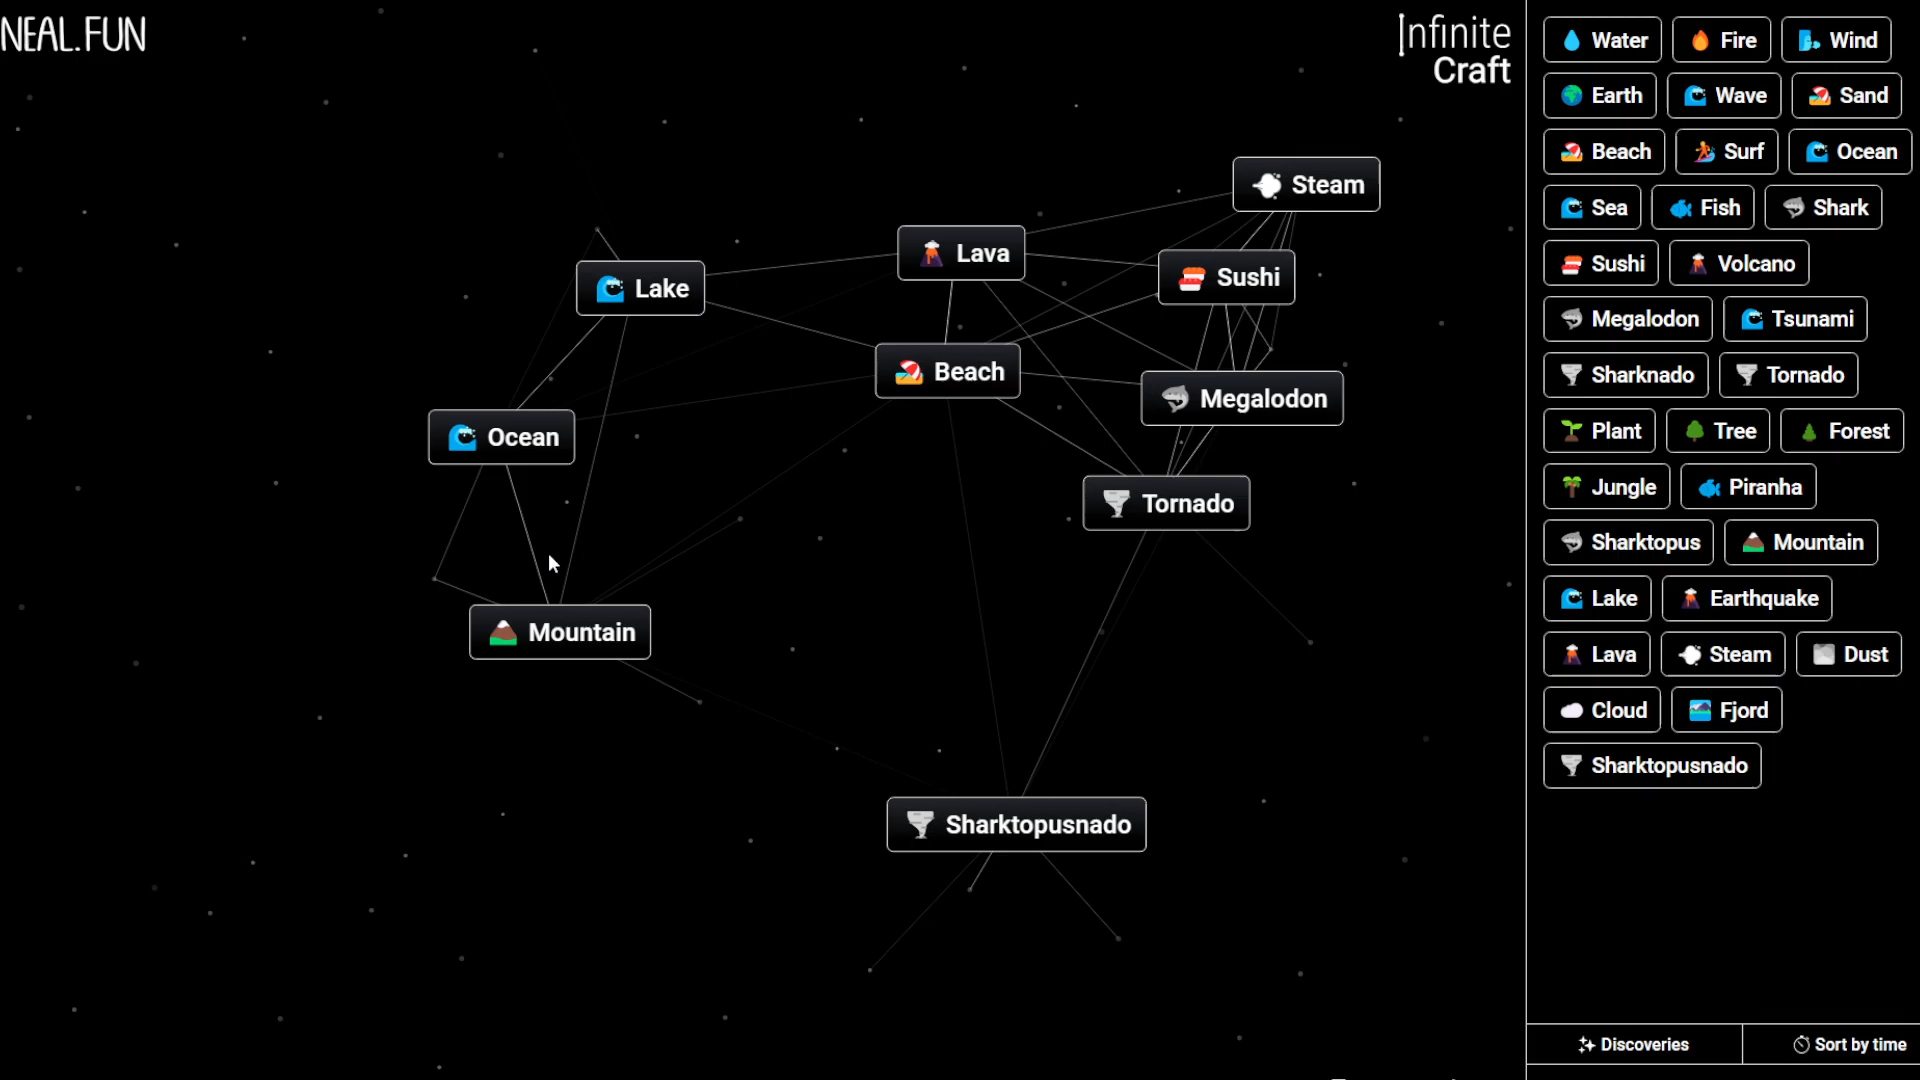 NEAL.FUN
Infinite
Craft
Steam
Lava
Sushi
Lake
Beach
Megalodon
Ocean
Tornado
Mountain
Sharktopusnado
Water Fire Wind
Earth Wave Sand
Beach Surf Ocean
Sea Fish Shark
Sushi Volcano
Megalodon Tsunami
Sharknado Tornado
Plant Tree Forest
Jungle Piranha
Sharktopus Mountain
Lake Earthquake
Lava Steam Dust
Cloud Fjord
Sharktopusnado
Discoveries Sort by time